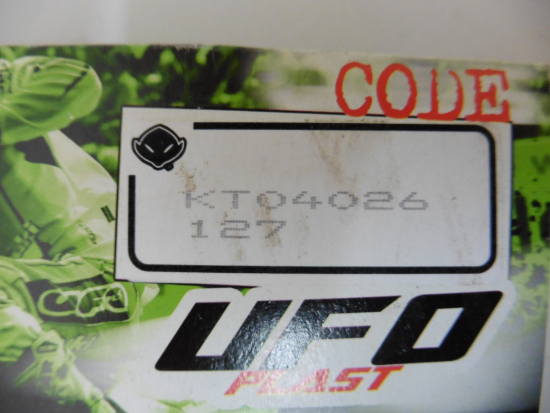 CODE
KT04026
127
UFO
PLAST